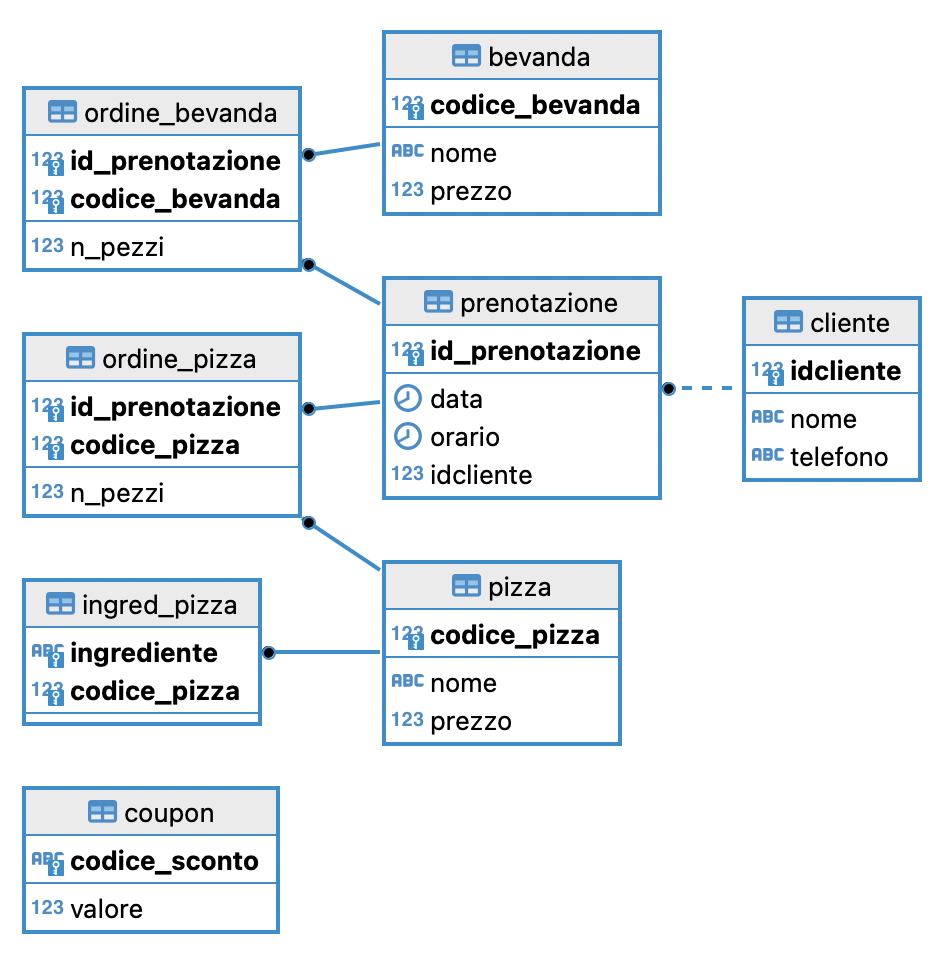 bevanda
123 codice_bevanda
ABC nome
123 prezzo
ordine_bevanda
123 id_prenotazione
123 codice_bevanda
123 n_pezzi
prenotazione
123 id_prenotazione
data
orario
123 idcliente
cliente
123 idcliente
ABC nome
ABC telefono
ordine_pizza
123 id_prenotazione
123 codice_pizza
123 n_pezzi
pizza
123 codice_pizza
ABC nome
123 prezzo
ingred_pizza
ABC ingrediente
123 codice_pizza
coupon
ABC codice_sconto
123 valore